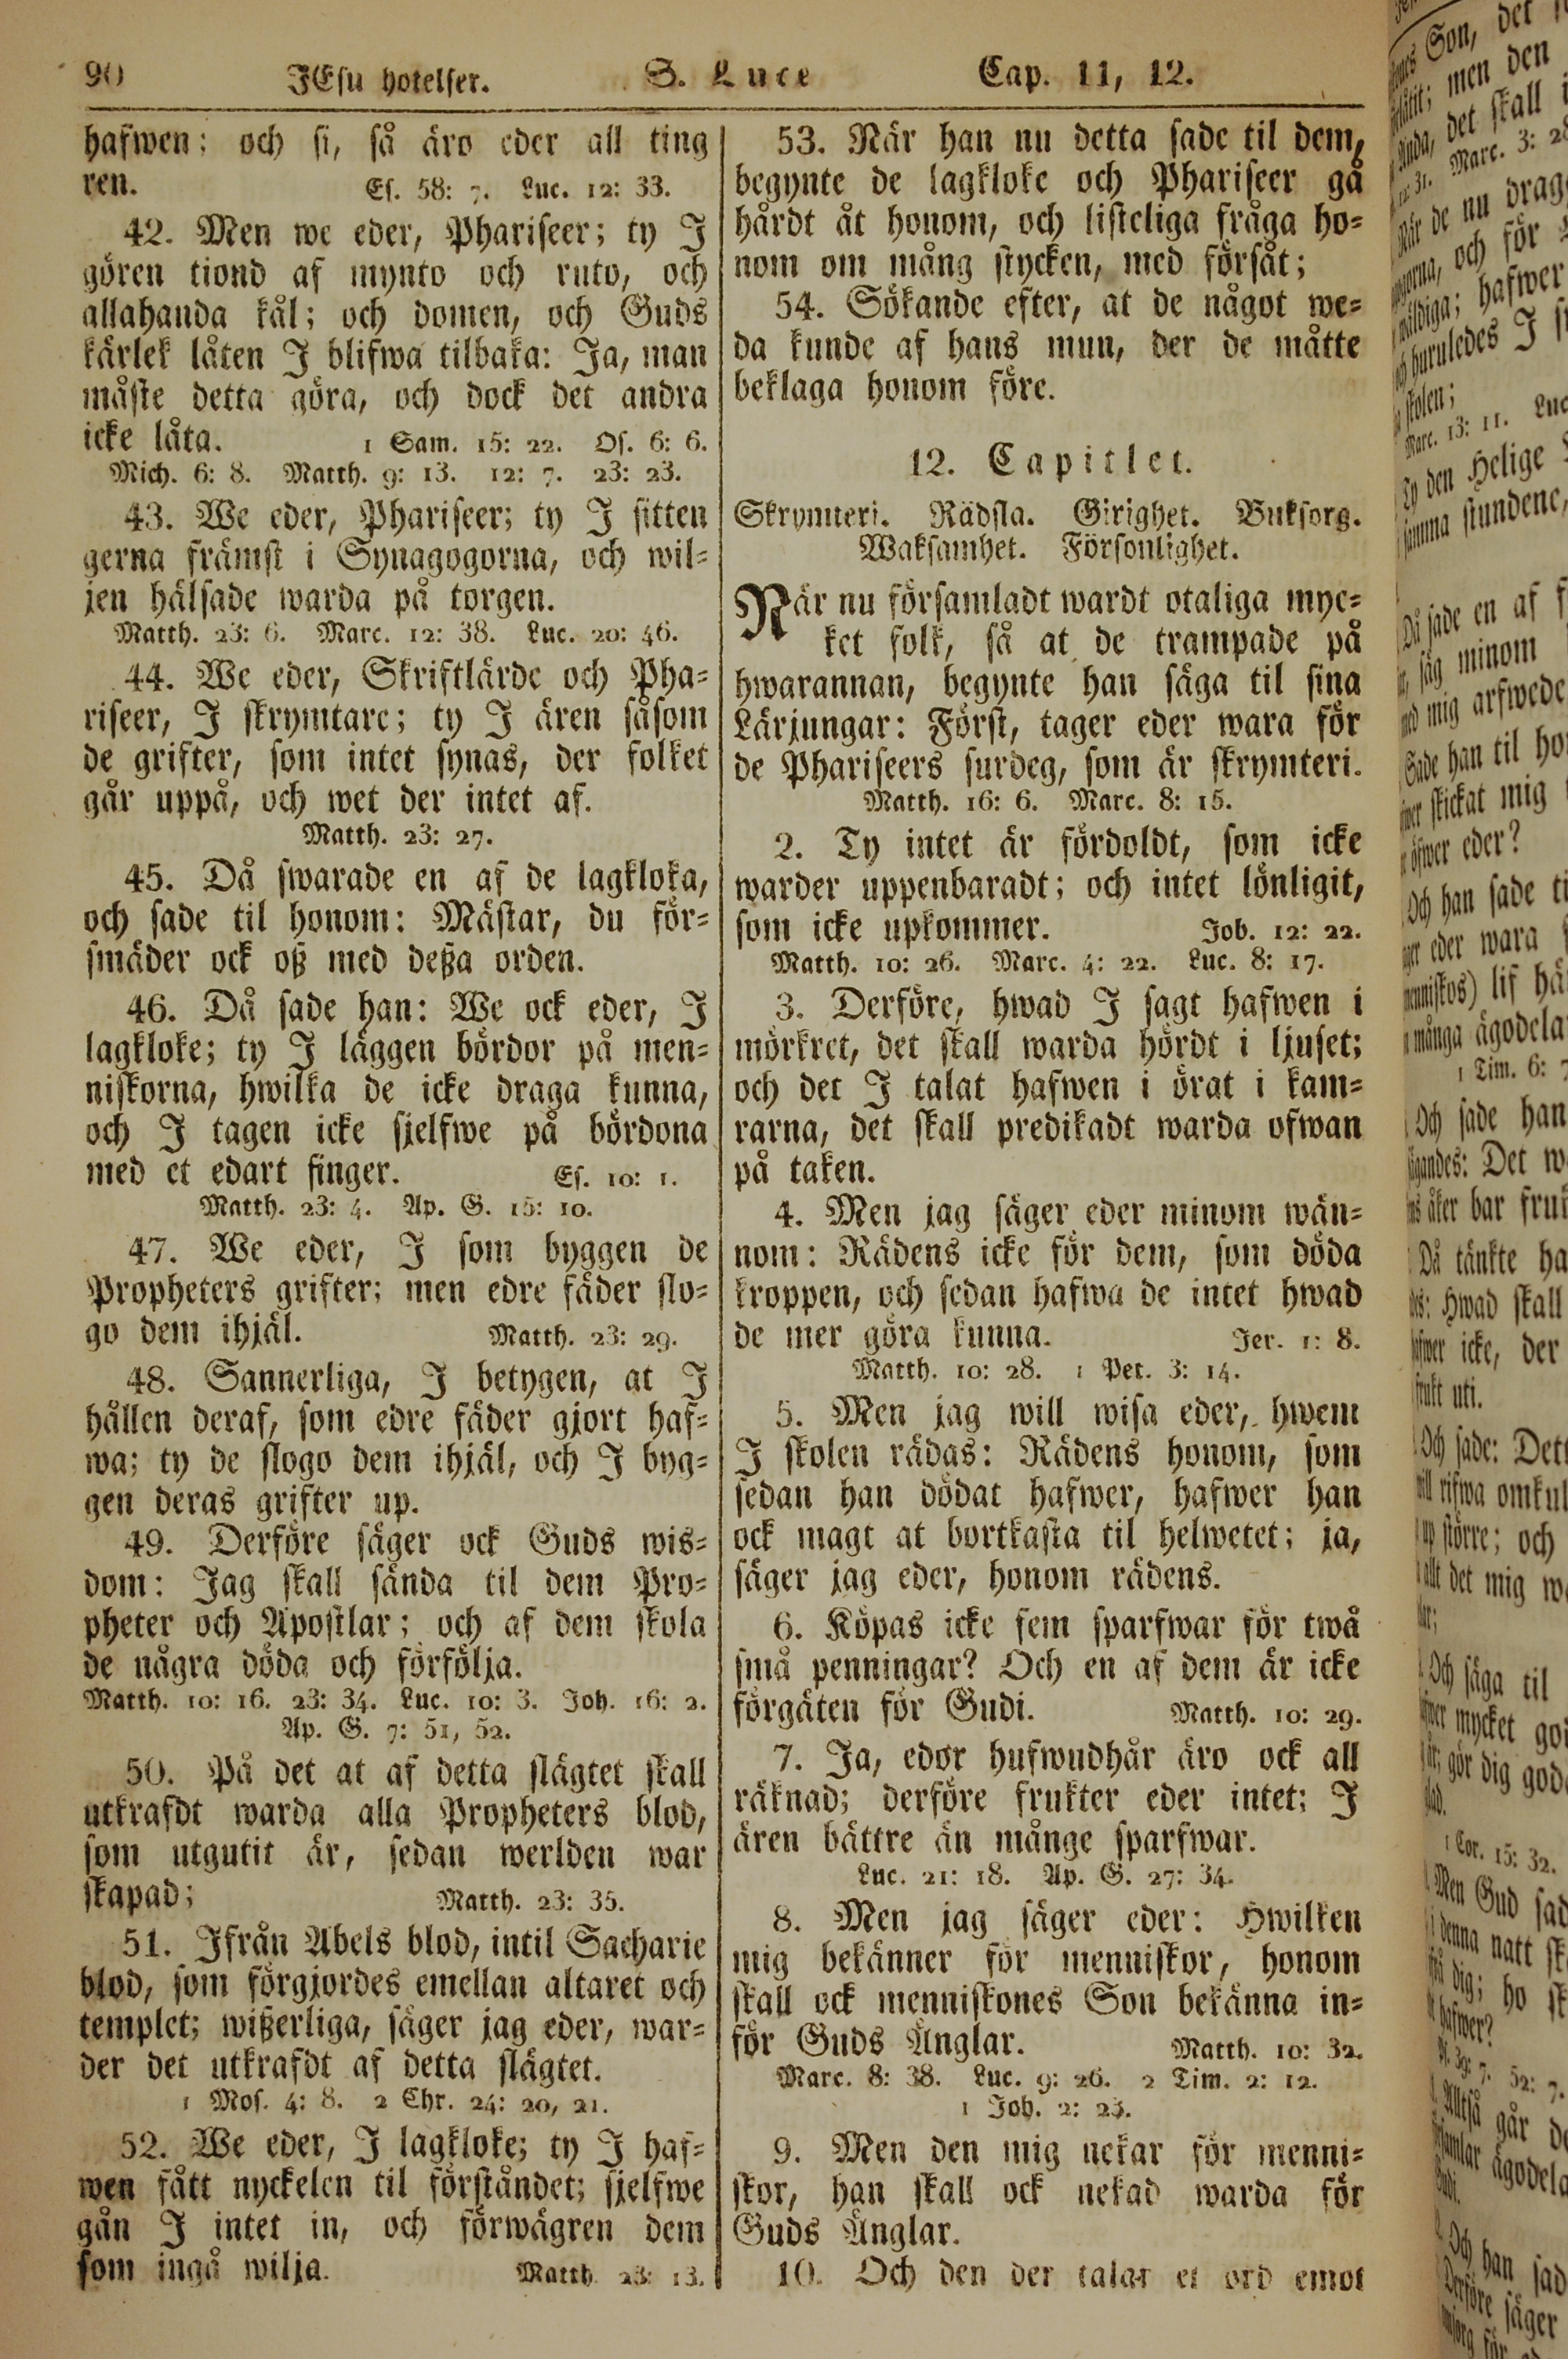 90 JEsu hotelser. S. Luce Cap. 11, 12.
hafwen; och si, så äro eder all ting
ren. Es. 58: 7. Luc. 12: 33.
42. Men we eder, Phariseer; ty I
gören tiond af mynto och ruto, och
allahanda kål; och domen, och Guds
kärlek låten I blifwa tilbaka: Ja, man
måste detta göra, och dock det andra
icke låta. 1 Sam. 15: 22. Os. 6: 6.
Mich. 6: 8. Matth. 9: 13. 12: 7. 23: 23.
43. We eder, Phariseer; ty I sitten
gerna främst i Synagogorna, och wil=
jen hälsade warda på torgen.
Matth. 23: 6. Marc. 12: 38. Luc. 20: 46.
44. We eder, Skriftlärde och Pha=
riseer, I skrymtare; ty I ären såsom
de grifter, som intet synas, der folket
går uppå, och wet der intet af.
Matth. 23: 27.
45. Då swarade en af de lagkloka,
och sade til honom: Mästar, du för=
smäder ock oß med deßa orden.
46. Då sade han: We ock eder, I
lagkloke; ty I läggen bördor på men=
niskorna, hwilka de icke draga kunna,
och I tagen icke sjelfwe på bördona
med et edart finger. Es. 10: 1.
Matth. 23: 4. Ap. G. 15: 10.
47. We eder, I som byggen de
Propheters grifter; men edre fäder slo=
go dem ihjäl. Matth. 23: 29.
48. Sannerliga, I betygen, at I
hållen deraf, som edre fäder gjort haf=
wa; ty de slogo dem ihjäl, och I byg=
gen deras grifter up.
49. Derföre säger ock Guds wis=
dom: Jag skall sända til dem Pro=
pheter och Apostlar; och af dem skola
de några döda och förfölja.
Matth. 10: 16. 23: 34. Luc. 10: 3. Joh. 16: 2.
Ap. G. 7: 51, 52.
50. På det at af detta slägtet skall
utkrafdt warda alla Propheters blod,
som utgutit är, sedan werlden war
skapad; Matth. 23: 35.
51. Ifrån Abels blod, intil Sacharie
blod, som förgjordes emellan altaret och
templet; wißerliga, säger jag eder, war=
der det utkrafdt af detta slägtet.
1 Mos. 4: 8. 2 Chr. 24: 20, 21.
52. We eder, I lagkloke; ty I haf=
wen fått nyckelen til förståndet; sjelfwe
gån I intet in, och förwägren dem
som ingå wilja. Matth. 23: 13.
53. När han nu detta sade til dem,
begynte de lagkloke och Phariseer gå
hårdt åt honom, och listeliga fråga ho=
nom om mång stycken, med försåt;
54. Sökande efter, at de något we=
da kunde af hans mun, der de måtte
beklaga honom före.
12. Capitlet.
Skrymteri. Rädsla. Girighet. Buksorg.
Waksamhet. Försonlighet.
När nu församladt wardt otaliga myc=
ket folk, så at de trampade på
hwarannan, begynte han säga til sina
Lärjungar: Först, tager eder wara för
de Phariseers surdeg, som är skrymteri.
Matth. 16: 6. Marc. 8: 15.
2. Ty intet är fördoldt, som icke
warder uppenbaradt; och intet lönligit,
som icke upkommer. Job. 12: 22.
Matth. 10: 26. Marc. 4: 22. Luc. 8: 17.
3. Derföre, hwad I sagt hafwen i
mörkret, det skall warda hördt i ljuset;
och det I talat hafwen i örat i kam=
rarna, det skall predikadt warda ofwan
på taken.
4. Men jag säger eder minom wän=
nom: Rädens icke för dem, som döda
kroppen, och sedan hafwa de intet hwad
de mer göra kunna. Jer. 1: 8.
Matth. 10: 28. 1 Pet. 3: 14.
5. Men jag will wisa eder, hwem
I skolen rädas: Rädens honom, som
sedan han dödat hafwer, hafwer han
ock magt at bortkasta til helwetet; ja,
säger jag eder, honom rädens.
6. Köpas icke fem sparfwar för twå
små penningar? Och en af dem är icke
förgäten för Gudi. Matth. 10: 29.
7. Ja, edor hufwudhår äro ock all
räknad; derföre frukter eder intet; I
ären bättre än många sparfwar.
Luc. 21: 18. Ap. G. 27: 34.
8. Men jag säger eder: Hwilken
mig bekänner för menniskor, honom
skall ock menniskones Son bekänna in=
för Guds Änglar. Matth. 10: 32.
Marc. 8: 38. Luc. 9: 26. 2 Tim. 2: 12.
1 Joh. 2: 23.
9. Men den mig nekar för menni=
skor, han skall ock nekad warda för
Guds Änglar.
10. Och den der talar et ord emot